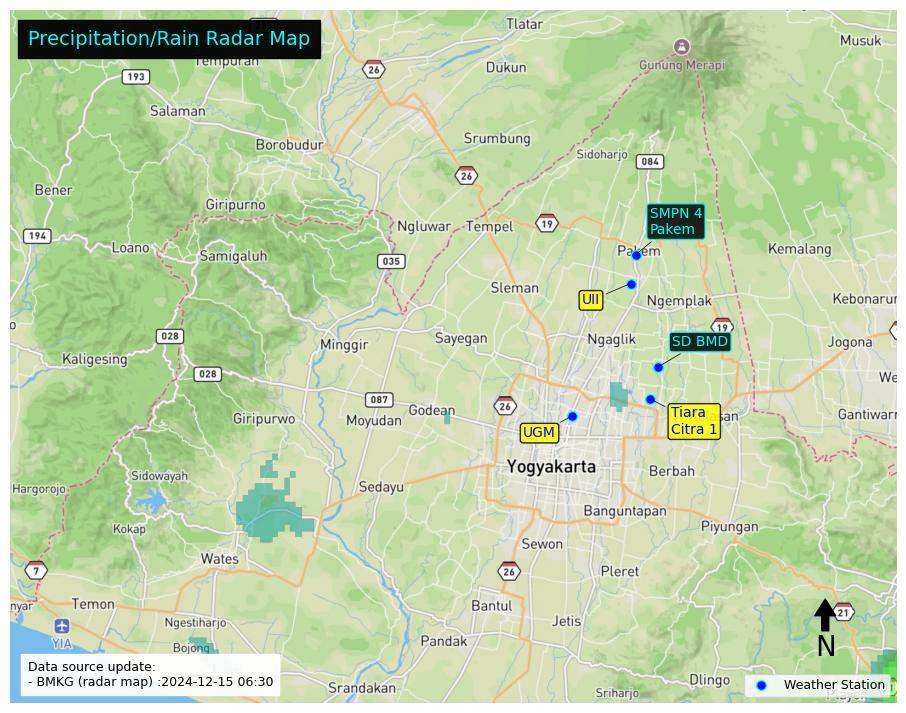 Precipitation/Rain Radar Map
Tlatar
Musuk
Gunung Merapi
Tempuran
26
Dukun
193
Salaman
Srumbung
Borobudur
Sidoharjo
084
26
Bener
Giripurno
SMPN 4
Pakem
194
Loano
Samigaluh
Ngluwar
Tempel
19
Pakem
Kemalang
035
Sleman
UII
Ngemplak
Kebonarun
028
Minggir
Sayegan
Ngaglik
19
SD BMD
Jogona
Kaligesing
028
We
087
Godean
26
Giripurwo
Moyudan
Tiara
Citra 1
san
Gantiwarn
UGM
Yogyakarta
Berbah
Sidowayah
Hargorojo
Sedayu
Kokap
Banguntapan
Piyungan
Wates
Sewon
7
26
Pleret
nyar
Temon
Bantul
21
YIA
Ngestiharjo
Jetis
N
Bojong
Pandak
Data source update:
- BMKG (radar map) :2024-12-15 06:30
Srandakan
Sriharjo
Dlingo
Weather Station
Playen